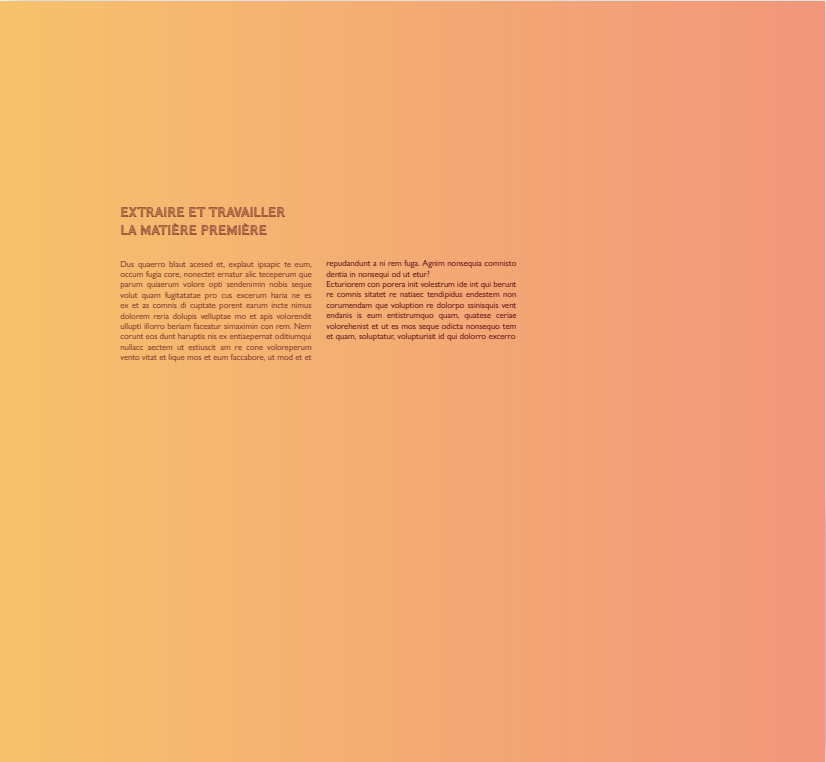 EXTRAIRE ET TRAVAILLER
LA MATIÈRE PREMIÈRE
Dus quaerro blaut acesed et, explaut ipsapic te eum,
occum fugia core, nonectet ernatur alic teceperum que
parum quiaerum volore opti sendenimin nobis seque
volut quam fugitatatae pro cus excerum haria ne es
ex et as comnis di cuptate porent earum incte nimus
dolorem reria dolupis velluptae mo et apis volorendit
ullupti illorro beriam faceatur simaximin con rem. Nem
corunt eos dunt haruptis nis ex entiaepernat oditiumqui
nullacc aectem ut estiuscit am re cone voloreperum
vento vitat et lique mos et eum faccabore, ut mod et et
repudandunt a ni rem fuga. Agnim nonsequia comnisto
dentia in nonsequi od ut etur?
Ecturiorem con porera init volestrum ide int qui berunt
re comnis sitatet re natiaec tendipidus endestem non
corumendam que voluption re dolorpo ssinisquis vent
endanis is eum entistrumquo quam, quatese ceriae
volorehenist et ut es mos seque odicta nonsequo tem
et quam, soluptatur, volupturisit id qui dolorro excerro